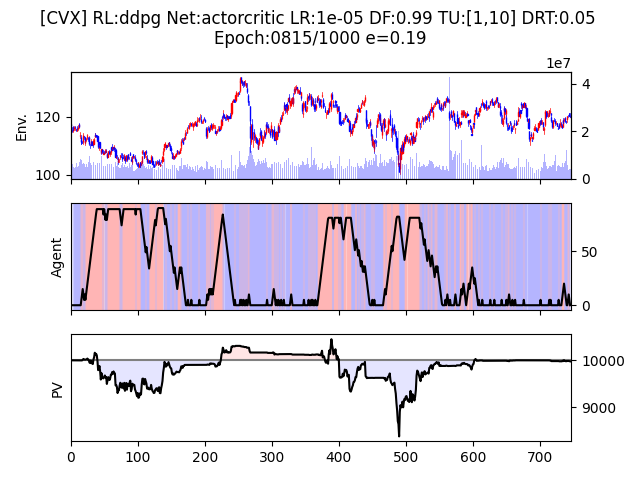 [CVX] RL:ddpg Net:actorcritic LR:1e-05 DF:0.99 TU:[1,10] DRT:0.05
Epoch:0815/1000 e=0.19
1e7
Env.
120
100
4
2
0
Agent
50
0
PV
10000
9000
0 100 200 300 400 500 600 700